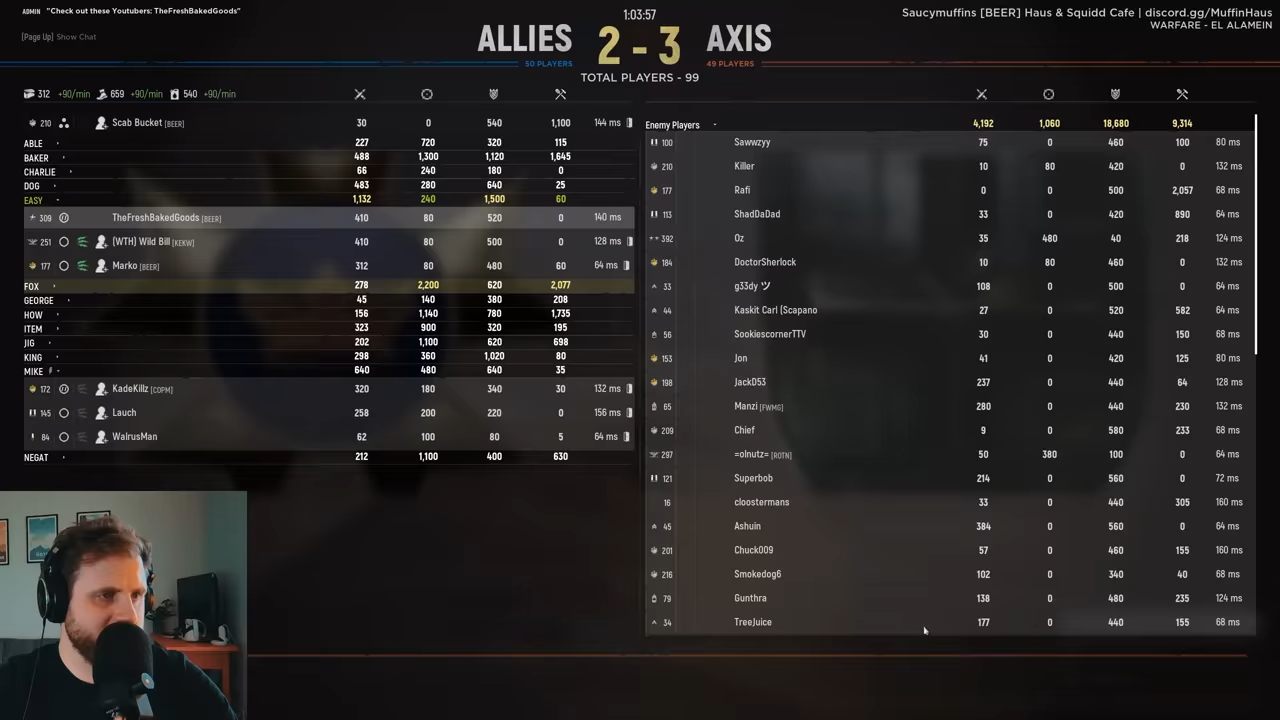 ADMIN "Check out these Youtubers: TheFreshBakedGoods"
[Page Up] Show Chat
1:03:57
ALLIES 2 - 3 AXIS
50 PLAYERS 49 PLAYERS
TOTAL PLAYERS - 99
Saucymuffins [BEER] Haus & Squidd Cafe | discord.gg/MuffinHaus
WARFARE - EL ALAMEIN
312 +90/min 659 +90/min 540 +90/min
210 Scab Bucket [BEER] 30 0 540 1,100 144 ms
ABLE 227 720 320 115
BAKER 488 1,300 1,120 1,645
CHARLIE 66 240 180 0
DOG 483 280 640 25
EASY 1,132 240 1,500 60
309 TheFreshBakedGoods [BEER] 410 80 520 0 140 ms
251 (WTH) Wild Bill [KEKW] 410 80 500 0 128 ms
177 Marko [BEER] 312 80 480 60 64 ms
FOX 278 2,200 620 2,077
GEORGE 45 140 380 208
HOW 156 1,140 780 1,735
ITEM 323 900 320 195
JIG 202 1,100 620 698
KING 298 360 1,020 80
MIKE 640 480 640 35
172 KadeKillz [COPM] 320 180 340 30 132 ms
145 Lauch 258 200 220 0 156 ms
84 WalrusMan 62 100 80 5 64 ms
NEGAT 212 1,100 400 630
Enemy Players - 4,192 1,060 18,680 9,314
100 Sawwzyy 75 0 460 100 80 ms
210 Killer 10 80 420 0 132 ms
177 Rafi 0 0 500 2,057 68 ms
113 ShadDaDad 33 0 420 890 64 ms
392 Oz 35 480 40 218 124 ms
184 DoctorSherlock 10 80 460 0 132 ms
33 g33dy ツ 108 0 500 0 64 ms
44 Kaskit Carl (Scapano 27 0 520 582 64 ms
56 SookiescornerTTV 30 0 440 150 68 ms
153 Jon 41 0 420 125 80 ms
198 JackD53 237 0 440 64 128 ms
65 Manzi [FWMG] 280 0 440 230 132 ms
209 Chief 9 0 580 233 68 ms
297 =olnutz= [ROTN] 50 380 100 0 64 ms
121 Superbob 214 0 560 0 72 ms
16 cloostermans 33 0 440 305 160 ms
45 Ashuin 384 0 560 0 64 ms
201 Chuck009 57 0 460 155 160 ms
216 Smokedog6 102 0 340 40 68 ms
79 Gunthra 138 0 480 235 124 ms
34 TreeJuice 177 0 440 155 68 ms